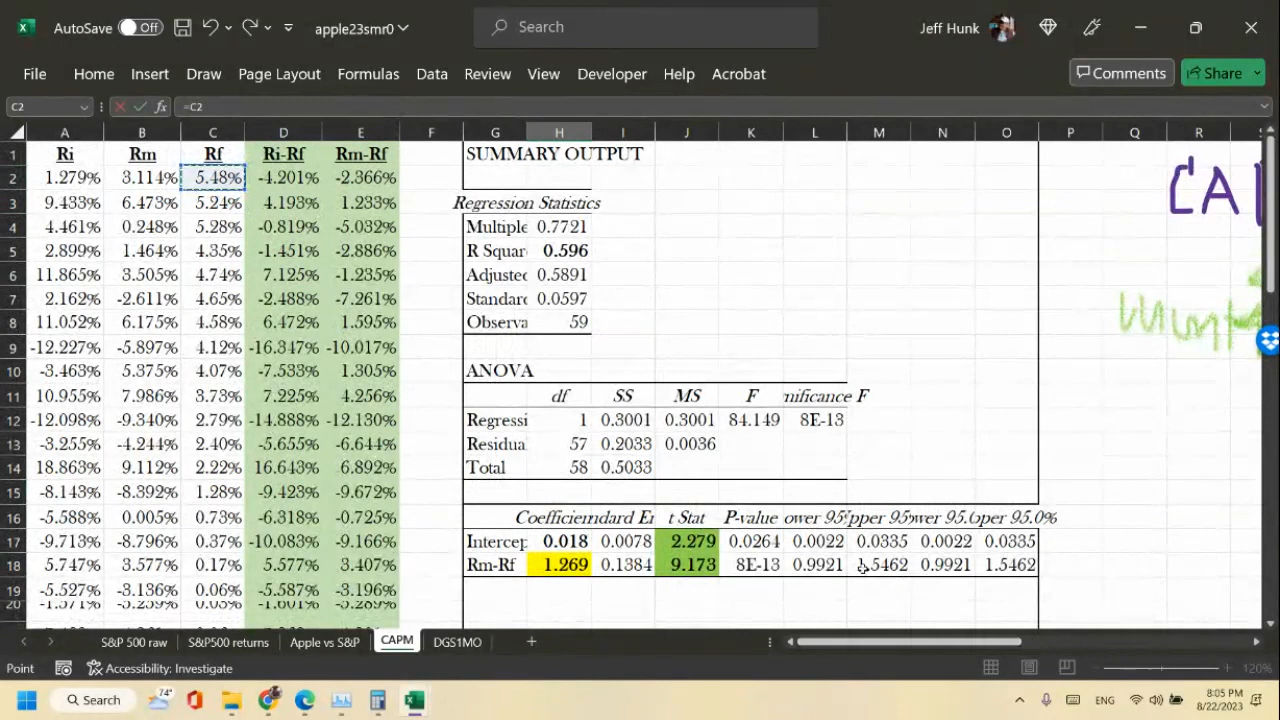 AutoSave Off apple23smr0 Search Jeff Hunk
File Home Insert Draw Page Layout Formulas Data Review View Developer Help Acrobat Comments Share
C2 fx =C2
A B C D E F G H I J K L M N O P Q R
1 Ri Rm Rf Ri-Rf Rm-Rf SUMMARY OUTPUT
2 1.279% 3.114% 5.48% -4.201% -2.366%
3 9.433% 6.473% 5.24% 4.193% 1.233% Regression Statistics
4 4.461% 0.248% 5.28% -0.819% -5.032% Multiple 0.7721
5 2.899% 1.464% 4.35% -1.451% -2.886% R Squar 0.596
6 11.865% 3.505% 4.74% 7.125% -1.235% Adjusted 0.5891
7 2.162% -2.611% 4.65% -2.488% -7.261% Standard 0.0597
8 11.052% 6.175% 4.58% 6.472% 1.595% Observa 59
9 -12.227% -5.897% 4.12% -16.347% -10.017%
10 -3.463% 5.375% 4.07% -7.533% 1.305% ANOVA
11 10.955% 7.986% 3.73% 7.225% 4.256% df SS MS F nificance F
12 -12.098% -9.340% 2.79% -14.888% -12.130% Regressi 1 0.3001 0.3001 84.149 8E-13
13 -3.255% -4.244% 2.40% -5.655% -6.644% Residua 57 0.2033 0.0036
14 18.863% 9.112% 2.22% 16.643% 6.892% Total 58 0.5033
15 -8.143% -8.392% 1.28% -9.423% -9.672%
16 -5.588% 0.005% 0.73% -6.318% -0.725% Coefficien ndard Er t Stat P-value ower 95% pper 95% wer 95.0 pper 95.0%
17 -9.713% -8.796% 0.37% -10.083% -9.166% Intercep 0.018 0.0078 2.279 0.0264 0.0022 0.0335 0.0022 0.0335
18 5.747% 3.577% 0.17% 5.577% 3.407% Rm-Rf 1.269 0.1384 9.173 8E-13 0.9921 1.5462 0.9921 1.5462
19 -5.527% -3.136% 0.06% -5.587% -3.196%
20 -1.571% -3.259% 0.03% -1.601% -3.289%
CA
S&P 500 raw S&P500 returns Apple vs S&P CAPM DGS1MO
Point Accessibility: Investigate 120%
74° Search ENG 8:05 PM
8/22/2023